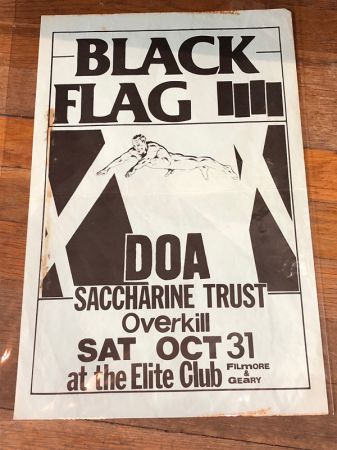 BLACK
FLAG
DOA
SACCHARINE TRUST
Overkill
SAT OCT 31
at the Elite Club FILMORE & GEARY